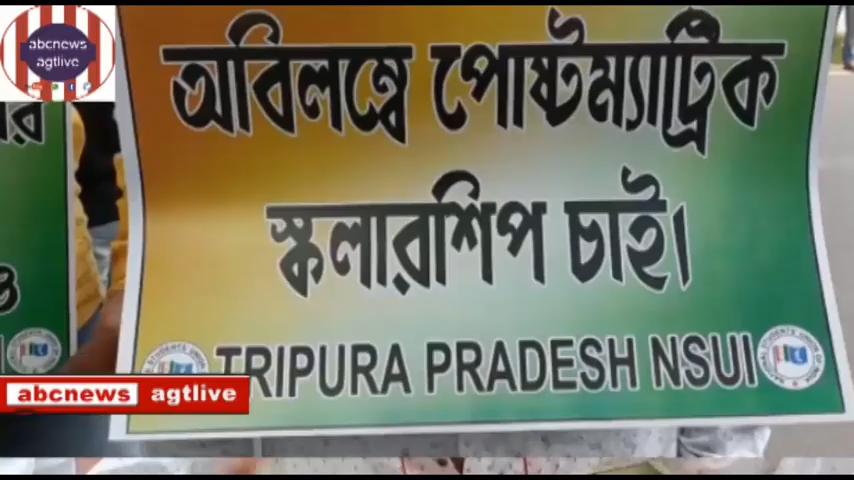 abcnews
agtlive
অবিলম্বে পোষ্টম্যাট্রিক
স্কলারশিপ চাই।
TRIPURA PRADESH NSUI
abcnews agtlive